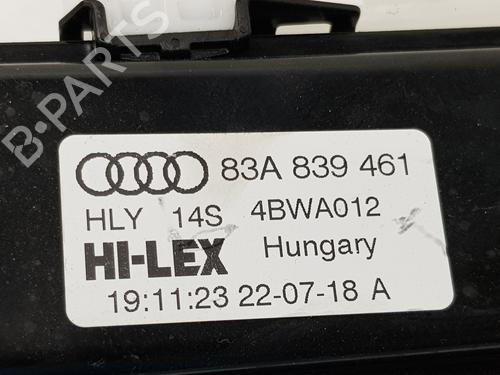 B-PARTS
83A 839 461
HLY 14S 4BWA012
HI-LEX Hungary
19:11:23 22-07-18 A